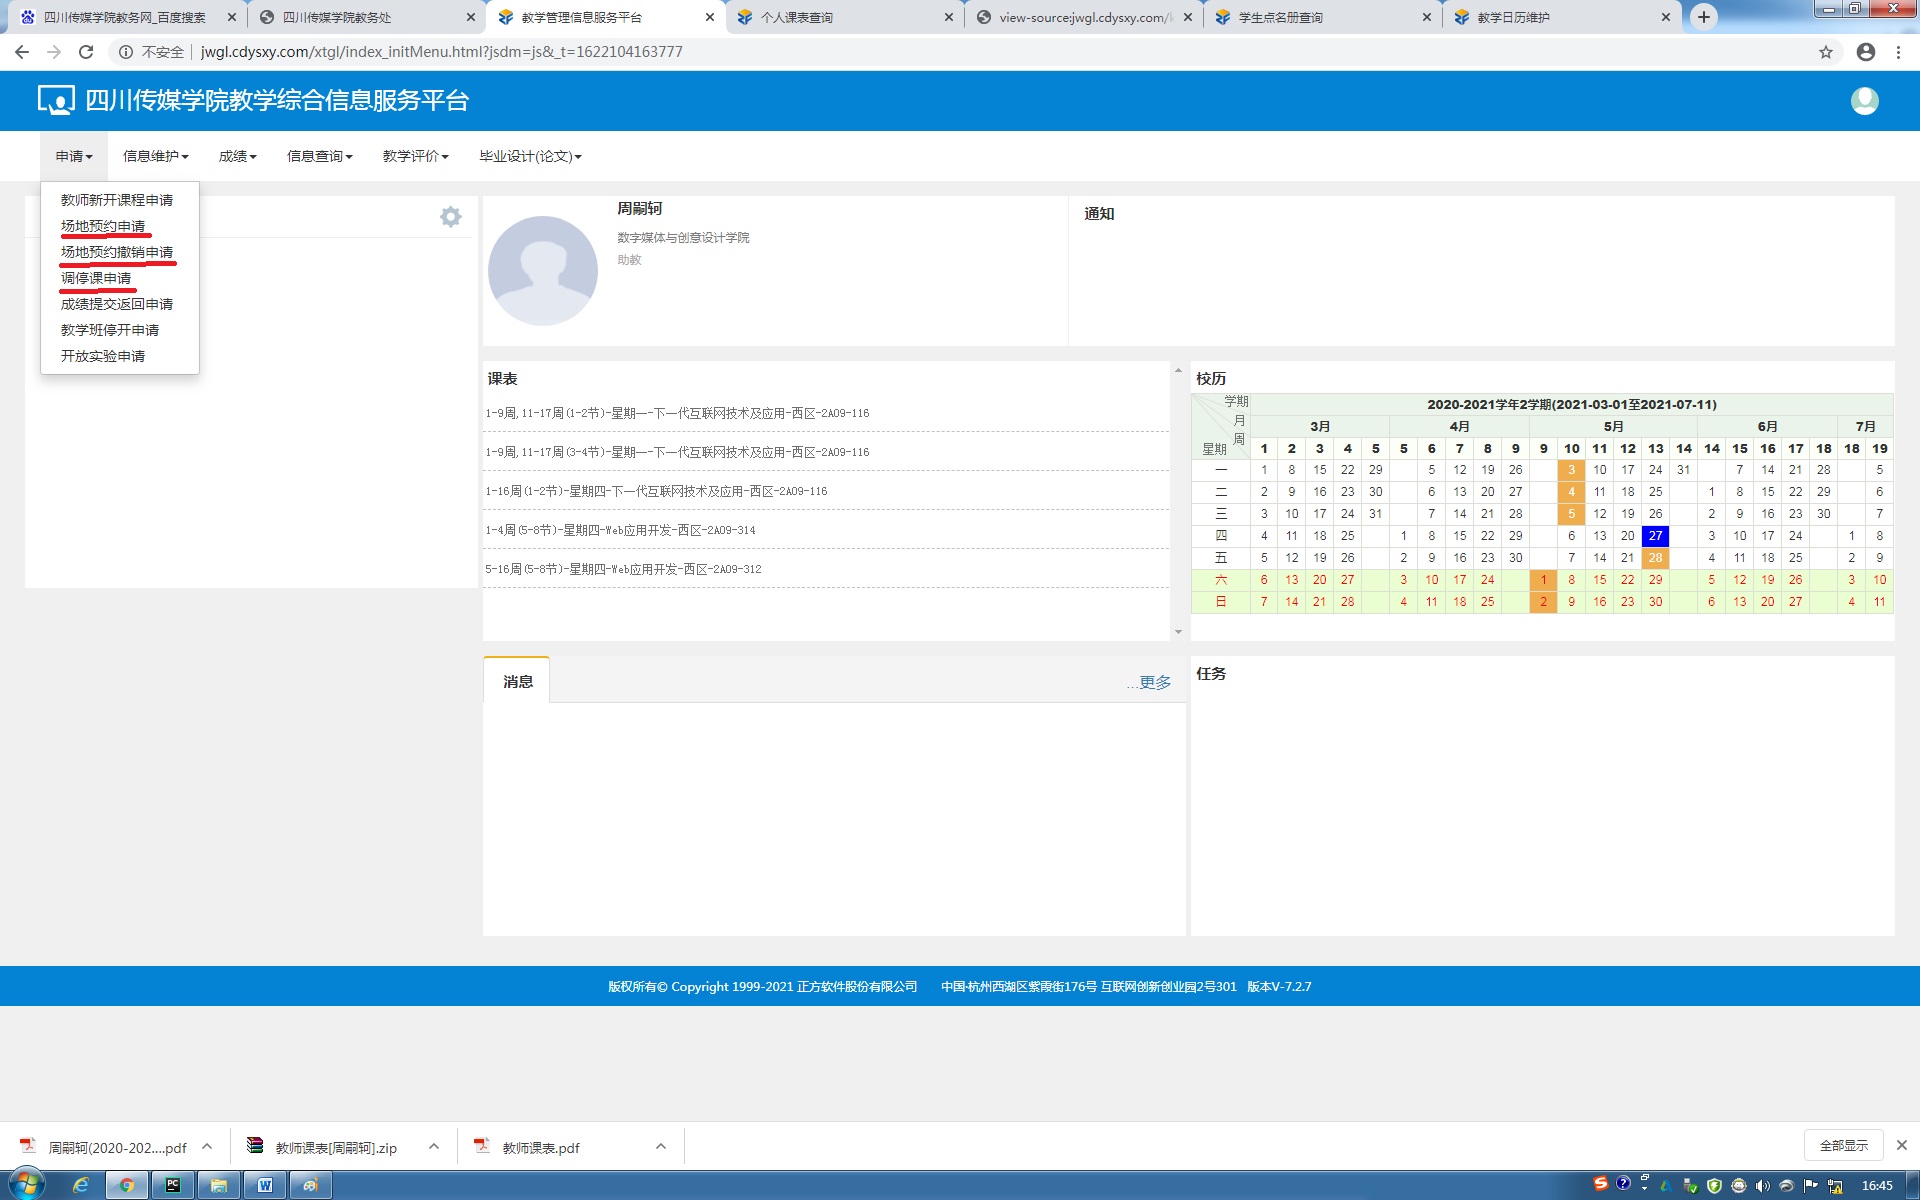 四川传媒学院教务网_百度搜索
四川传媒学院教务处
教学管理信息服务平台
个人课表查询
view-source:jwgl.cdysxy.com/
学生点名册查询
教学日历维护
不安全 jwgl.cdysxy.com/xtgl/index_initMenu.html?jsdm=js&_t=1622104163777
四川传媒学院教学综合信息服务平台
申请 信息维护 成绩 信息查询 教学评价 毕业设计(论文)
教师新开课程申请
场地预约申请
场地预约撤销申请
调停课申请
成绩提交返回申请
教学班停开申请
开放实验申请
周嗣轲
数字媒体与创意设计学院
助教
通知
课表
1-9周,11-17周(1-2节)-星期一-下一代互联网技术及应用-西区-2A09-116
1-9周,11-17周(3-4节)-星期一-下一代互联网技术及应用-西区-2A09-116
1-16周(1-2节)-星期四-下一代互联网技术及应用-西区-2A09-116
1-4周(5-8节)-星期四-Web应用开发-西区-2A09-314
5-16周(5-8节)-星期四-Web应用开发-西区-2A09-312
校历
学期 月 周 星期
2020-2021学年2学期(2021-03-01至2021-07-11)
3月 4月 5月 6月 7月
1 2 3 4 5 5 6 7 8 9 9 10 11 12 13 14 14 15 16 17 18 18 19
一 1 8 15 22 29 5 12 19 26 3 10 17 24 31 7 14 21 28 5
二 2 9 16 23 30 6 13 20 27 4 11 18 25 1 8 15 22 29 6
三 3 10 17 24 31 7 14 21 28 5 12 19 26 2 9 16 23 30 7
四 4 11 18 25 1 8 15 22 29 6 13 20 27 3 10 17 24 1 8
五 5 12 19 26 2 9 16 23 30 7 14 21 28 4 11 18 25 2 9
六 6 13 20 27 3 10 17 24 1 8 15 22 29 5 12 19 26 3 10
日 7 14 21 28 4 11 18 25 2 9 16 23 30 6 13 20 27 4 11
消息
...更多
任务
版权所有© Copyright 1999-2021 正方软件股份有限公司 中国·杭州西湖区紫霞街176号 互联网创新创业园2号301 版本V-7.2.7
周嗣轲(2020-202....pdf
教师课表[周嗣轲].zip
教师课表.pdf
全部显示
16:45